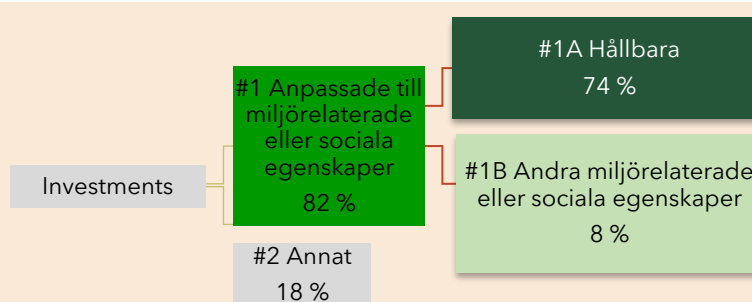 Investments
#1 Anpassade till
miljörelaterade
eller sociala
egenskaper
82 %
#2 Annat
18 %
#1A Hållbara
74 %
#1B Andra miljörelaterade
eller sociala egenskaper
8 %